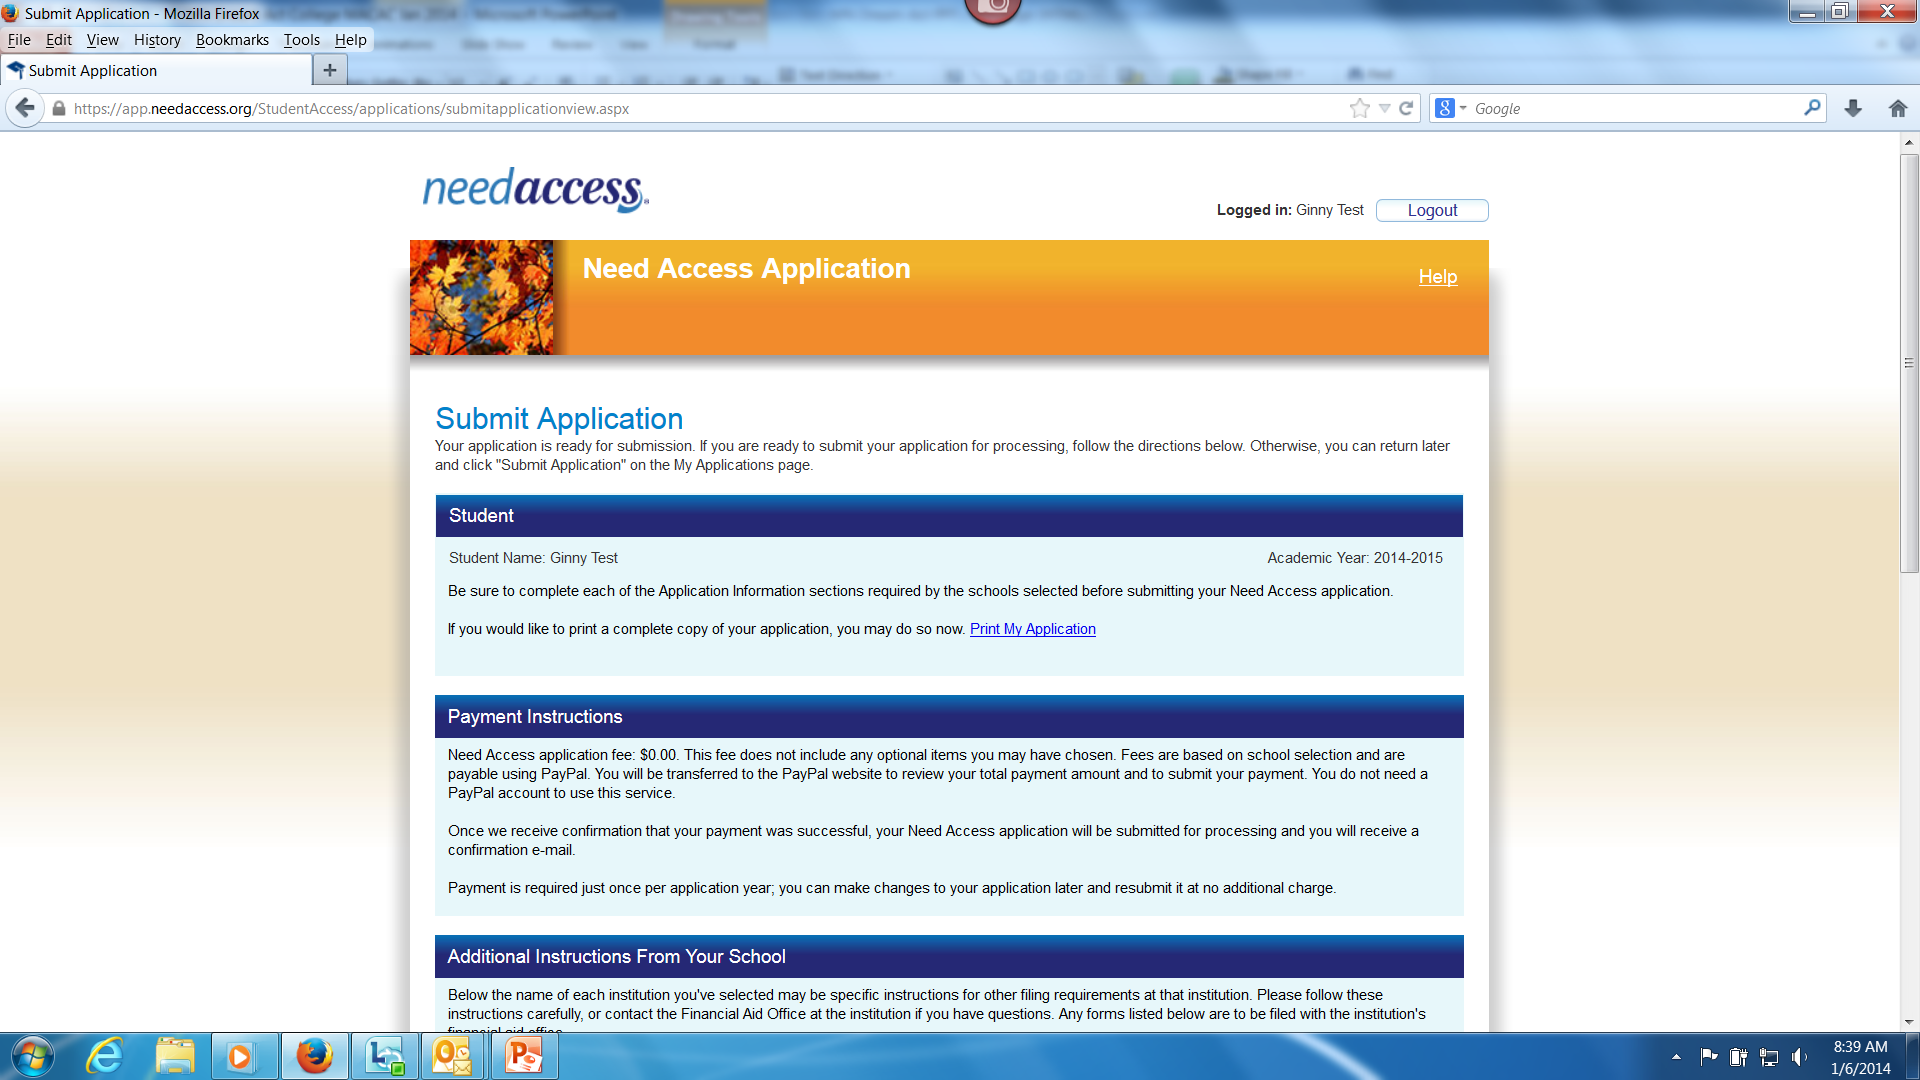 Submit Application - Mozilla Firefox
File Edit View History Bookmarks Tools Help
Submit Application
https://app.needaccess.org/StudentAccess/applications/submitapplicationview.aspx
Google
needaccess®
Logged in: Ginny Test Logout
Need Access Application
Help
Submit Application
Your application is ready for submission. If you are ready to submit your application for processing, follow the directions below. Otherwise, you can return later
and click "Submit Application" on the My Applications page.
Student
Student Name: Ginny Test Academic Year: 2014-2015
Be sure to complete each of the Application Information sections required by the schools selected before submitting your Need Access application.
If you would like to print a complete copy of your application, you may do so now. Print My Application
Payment Instructions
Need Access application fee: $0.00. This fee does not include any optional items you may have chosen. Fees are based on school selection and are
payable using PayPal. You will be transferred to the PayPal website to review your total payment amount and to submit your payment. You do not need a
PayPal account to use this service.
Once we receive confirmation that your payment was successful, your Need Access application will be submitted for processing and you will receive a
confirmation e-mail.
Payment is required just once per application year; you can make changes to your application later and resubmit it at no additional charge.
Additional Instructions From Your School
Below the name of each institution you've selected may be specific instructions for other filing requirements at that institution. Please follow these
instructions carefully, or contact the Financial Aid Office at the institution if you have questions. Any forms listed below are to be filed with the institution's
financial aid office.
8:39 AM
1/6/2014